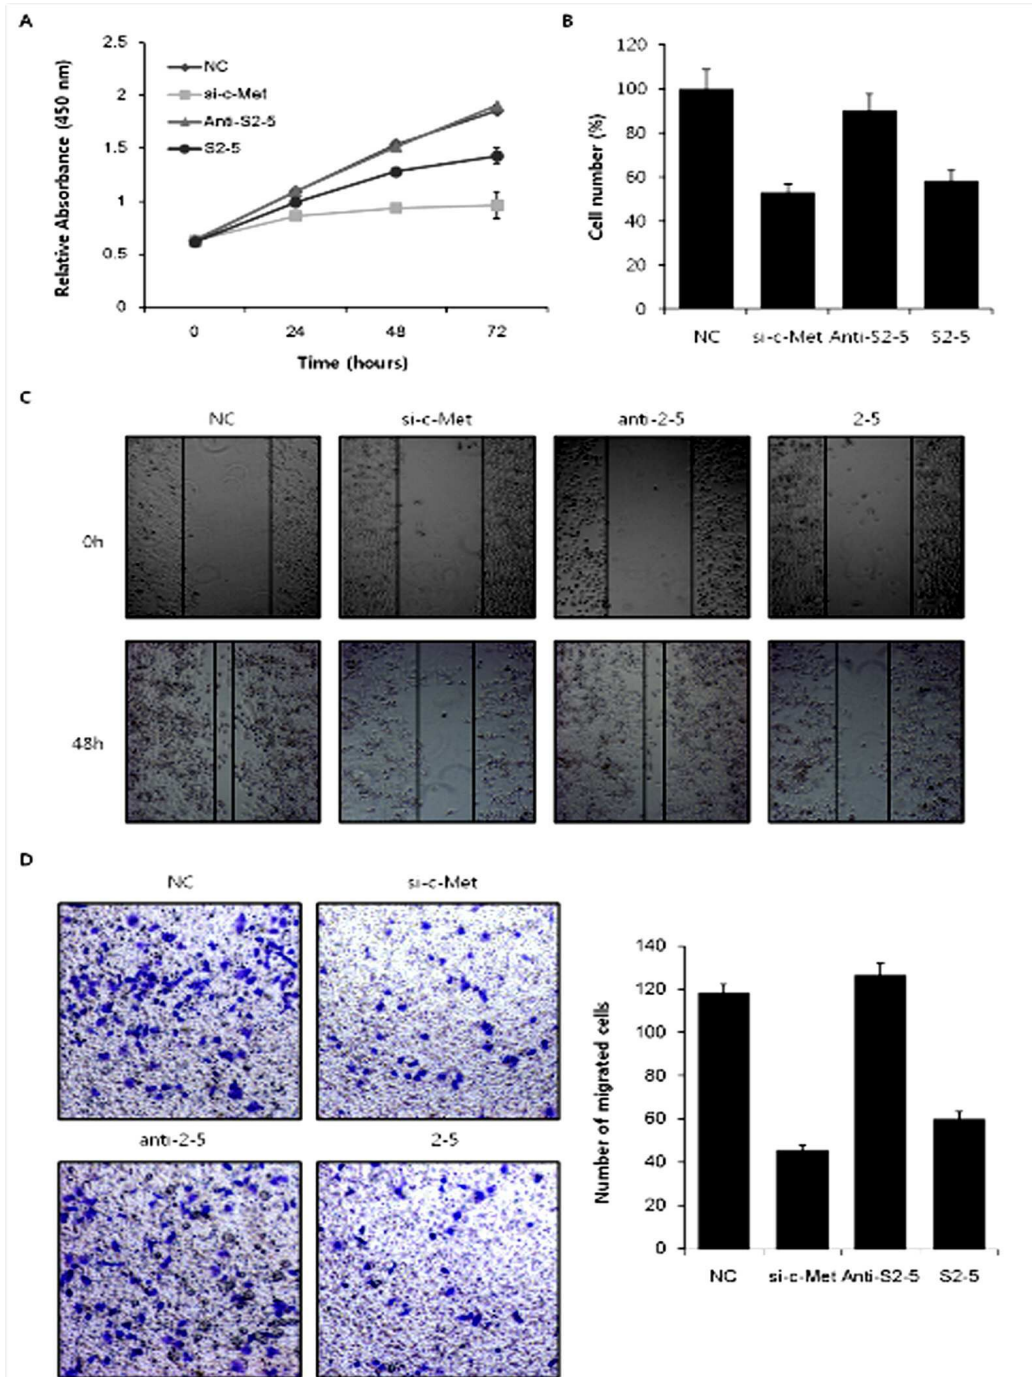 A
Relative Absorbance (450 nm)
2.5
2
1.5
1
0.5
0
NC
si-c-Met
Anti-S2-5
S2-5
0 24 48 72
Time (hours)
B
Cell number (%)
120
100
80
60
40
20
0
NC si-c-Met Anti-S2-5 S2-5
C
NC si-c-Met anti-2-5 2-5
0h
48h
D
NC si-c-Met
anti-2-5 2-5
Number of migrated cells
140
120
100
80
60
40
20
0
NC si-c-Met Anti-S2-5 S2-5